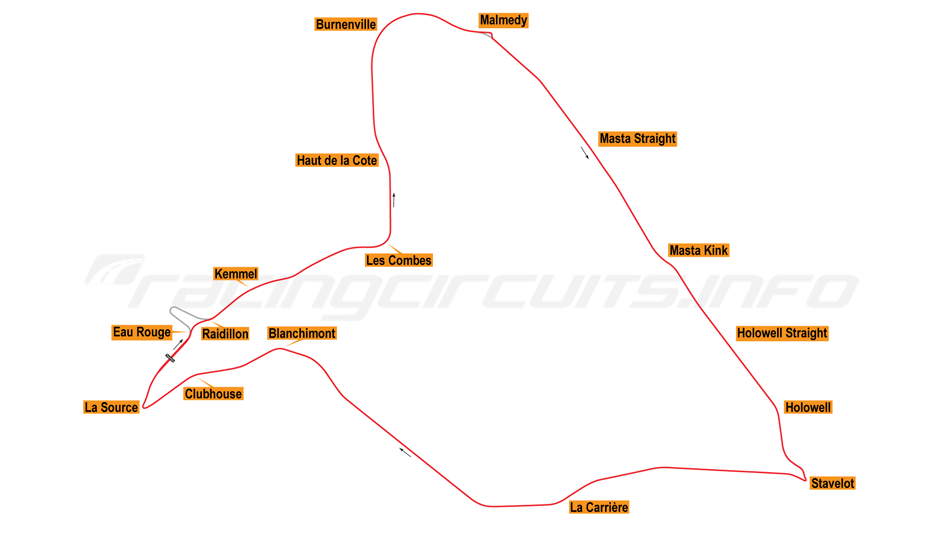 Burnenville
Malmedy
Masta Straight
Haut de la Cote
Masta Kink
Les Combes
Kemmel
racingcircuits.info
Eau Rouge
Raidillon
Blanchimont
Holowell Straight
Clubhouse
La Source
Holowell
Stavelot
La Carrière